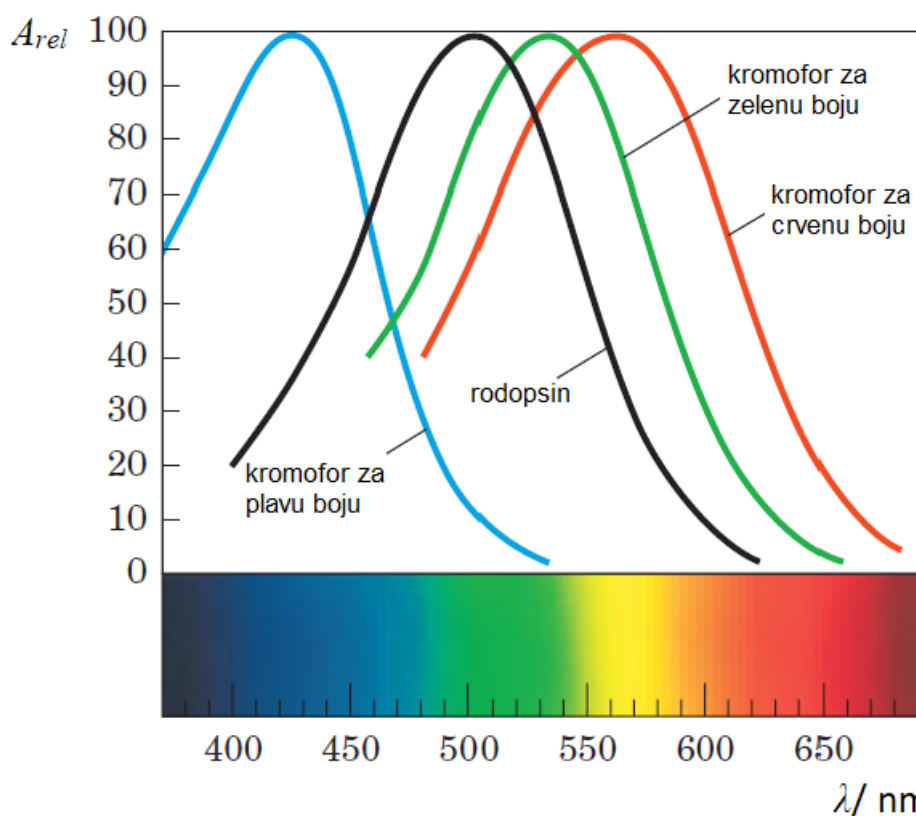 A_rel
100
90
80
70
60
50
40
30
20
10
0
kromofor za
zelenu boju
kromofor za
crvenu boju
rodopsin
kromofor za
plavu boju
400 450 500 550 600 650
λ/ nm